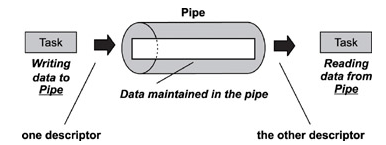 Pipe
Task
Task
Writing
data to
Pipe
Data maintained in the pipe
Reading
data from
Pipe
one descriptor
the other descriptor